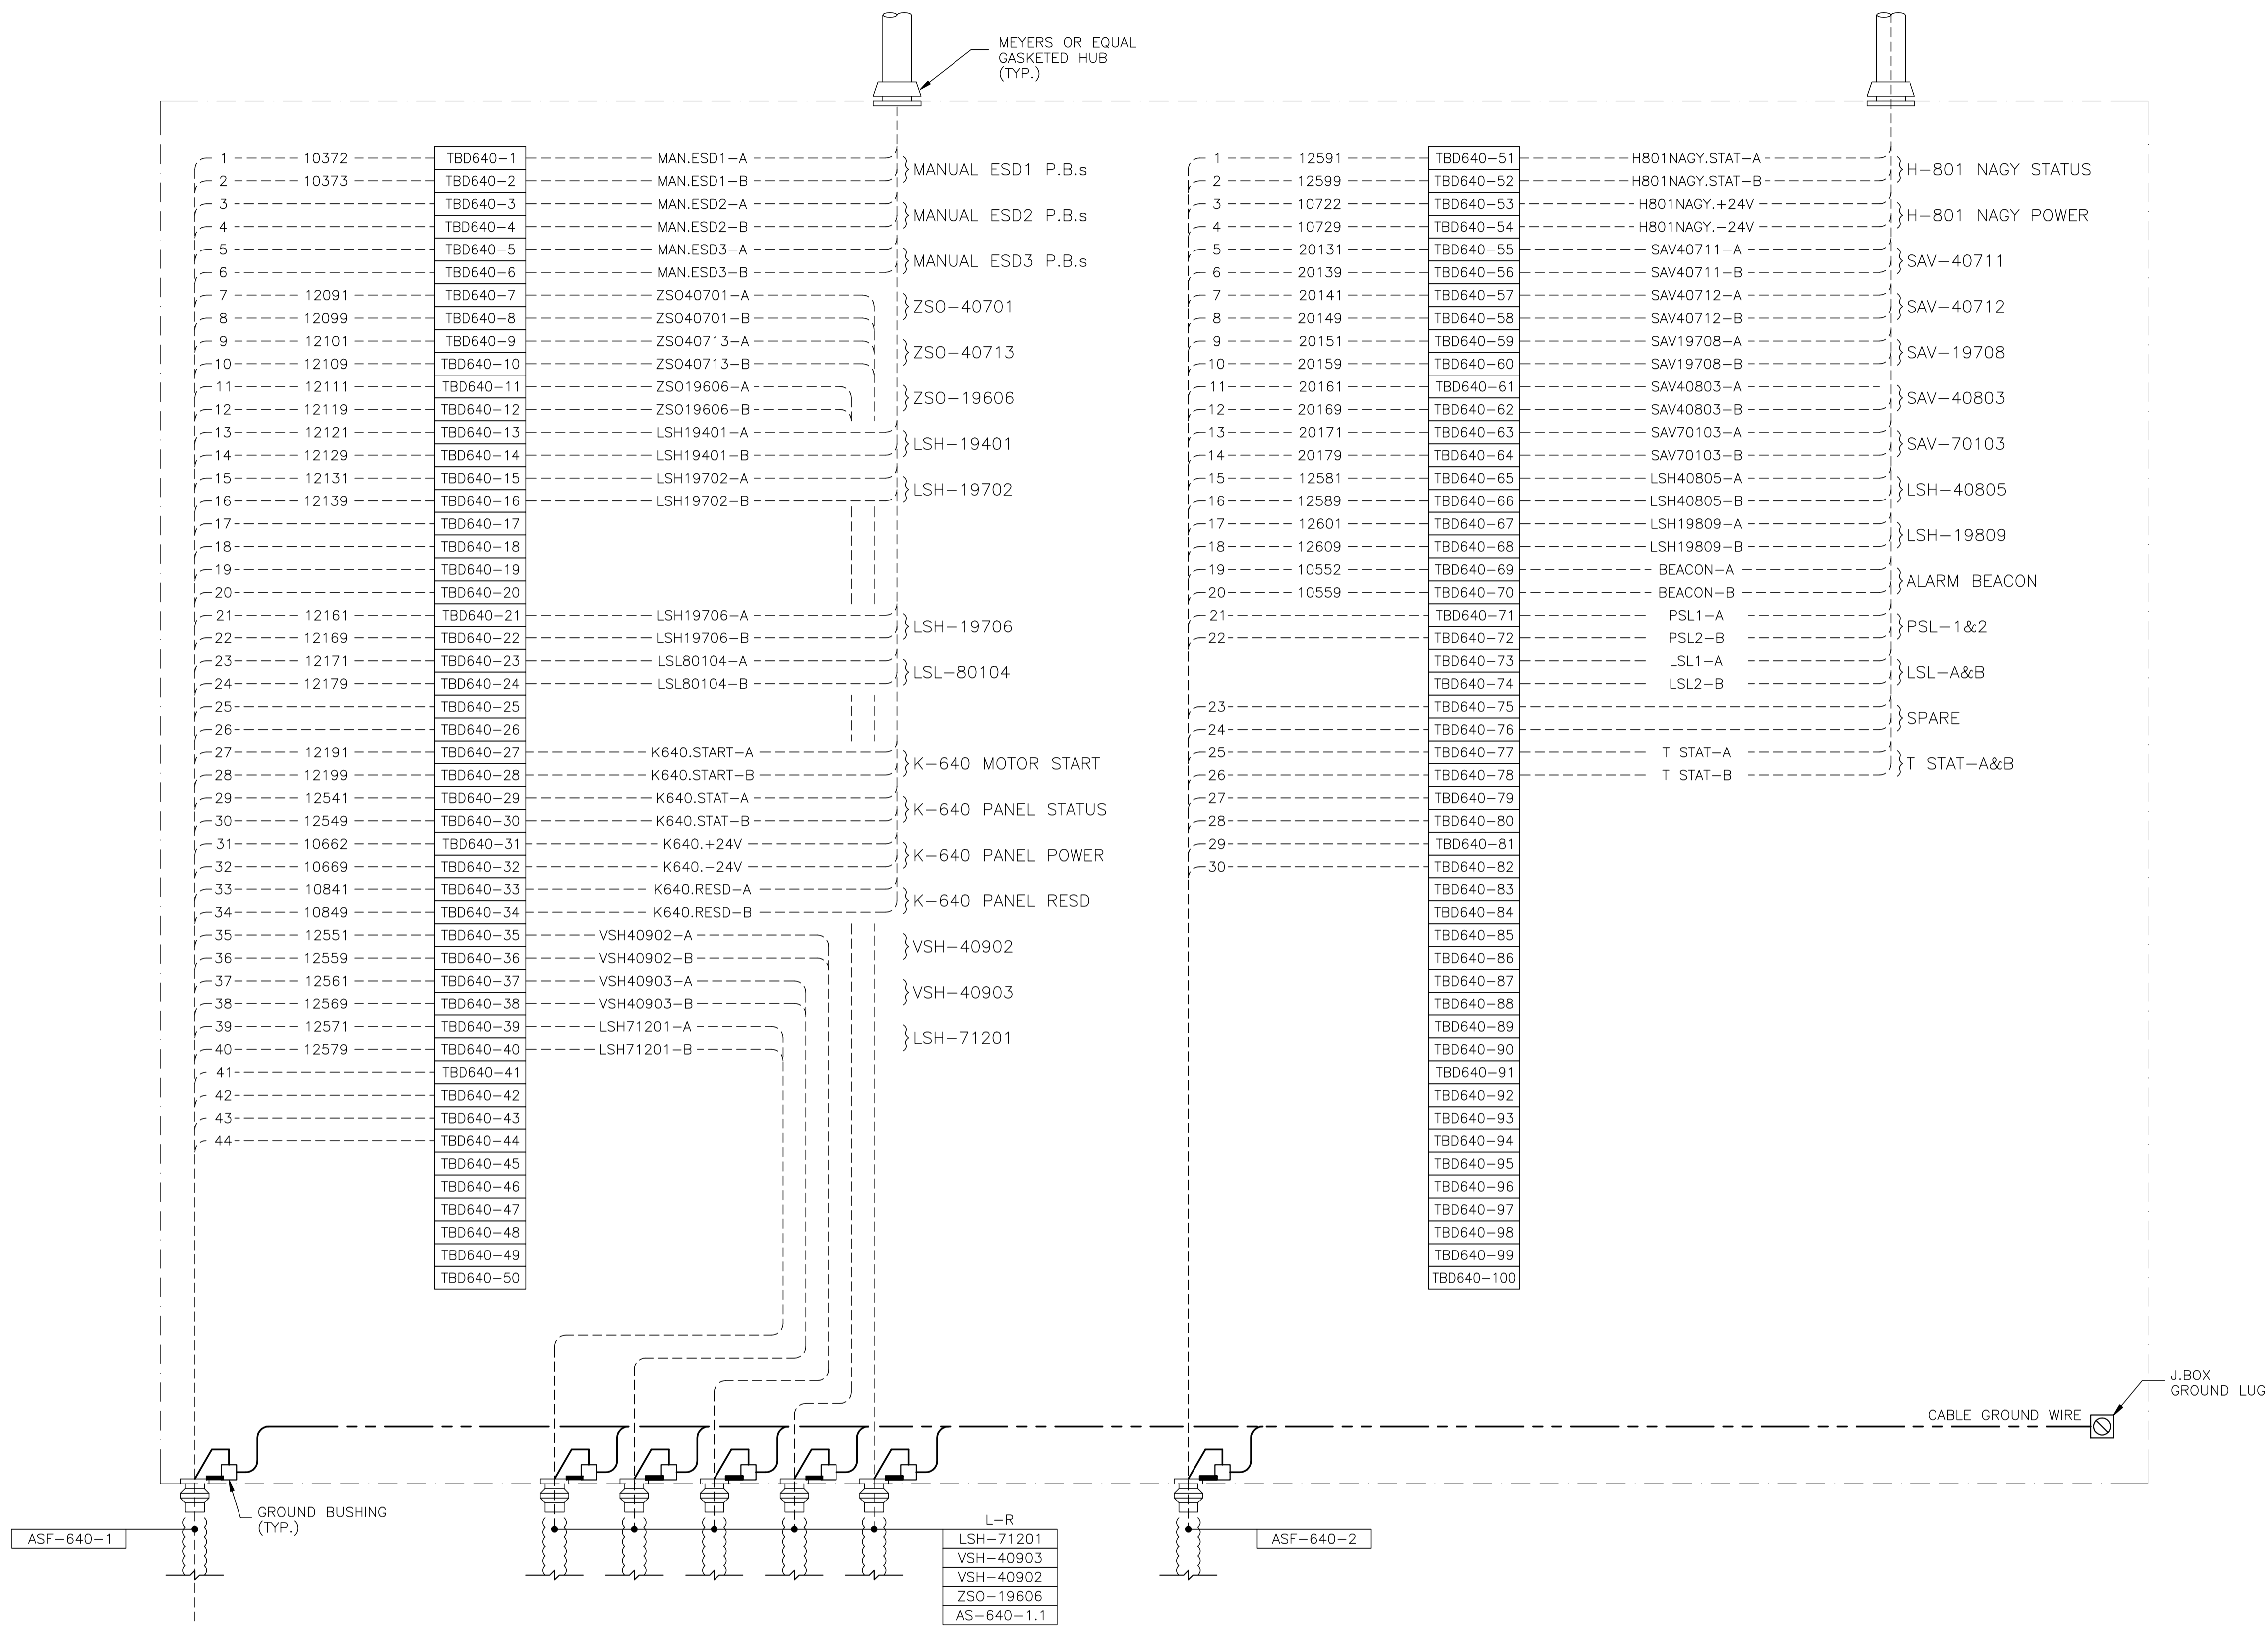 MEYERS OR EQUAL
GASKETED HUB
(TYP.)
1 10372 TBD640-1 MAN.ESD1-A
2 10373 TBD640-2 MAN.ESD1-B
MANUAL ESD1 P.B.s
3 TBD640-3 MAN.ESD2-A
4 TBD640-4 MAN.ESD2-B
MANUAL ESD2 P.B.s
5 TBD640-5 MAN.ESD3-A
6 TBD640-6 MAN.ESD3-B
MANUAL ESD3 P.B.s
7 12091 TBD640-7 ZSO40701-A
8 12099 TBD640-8 ZSO40701-B
ZSO-40701
9 12101 TBD640-9 ZSO40713-A
10 12109 TBD640-10 ZSO40713-B
ZSO-40713
11 12111 TBD640-11 ZSO19606-A
12 12119 TBD640-12 ZSO19606-B
ZSO-19606
13 12121 TBD640-13 LSH19401-A
14 12129 TBD640-14 LSH19401-B
LSH-19401
15 12131 TBD640-15 LSH19702-A
16 12139 TBD640-16 LSH19702-B
LSH-19702
17 TBD640-17
18 TBD640-18
19 TBD640-19
20 TBD640-20
21 12161 TBD640-21 LSH19706-A
22 12169 TBD640-22 LSH19706-B
LSH-19706
23 12171 TBD640-23 LSL80104-A
24 12179 TBD640-24 LSL80104-B
LSL-80104
25 TBD640-25
26 TBD640-26
27 12191 TBD640-27 K640.START-A
28 12199 TBD640-28 K640.START-B
K-640 MOTOR START
29 12541 TBD640-29 K640.STAT-A
30 12549 TBD640-30 K640.STAT-B
K-640 PANEL STATUS
31 10662 TBD640-31 K640.+24V
32 10669 TBD640-32 K640.-24V
K-640 PANEL POWER
33 10841 TBD640-33 K640.RESD-A
34 10849 TBD640-34 K640.RESD-B
K-640 PANEL RESD
35 12551 TBD640-35 VSH40902-A
36 12559 TBD640-36 VSH40902-B
VSH-40902
37 12561 TBD640-37 VSH40903-A
38 12569 TBD640-38 VSH40903-B
VSH-40903
39 12571 TBD640-39 LSH71201-A
40 12579 TBD640-40 LSH71201-B
LSH-71201
41 TBD640-41
42 TBD640-42
43 TBD640-43
44 TBD640-44
TBD640-45
TBD640-46
TBD640-47
TBD640-48
TBD640-49
TBD640-50
1 12591 TBD640-51 H801NAGY.STAT-A
2 12599 TBD640-52 H801NAGY.STAT-B
H-801 NAGY STATUS
3 10722 TBD640-53 H801NAGY.+24V
4 10729 TBD640-54 H801NAGY.-24V
H-801 NAGY POWER
5 20131 TBD640-55 SAV40711-A
6 20139 TBD640-56 SAV40711-B
SAV-40711
7 20141 TBD640-57 SAV40712-A
8 20149 TBD640-58 SAV40712-B
SAV-40712
9 20151 TBD640-59 SAV19708-A
10 20159 TBD640-60 SAV19708-B
SAV-19708
11 20161 TBD640-61 SAV40803-A
12 20169 TBD640-62 SAV40803-B
SAV-40803
13 20171 TBD640-63 SAV70103-A
14 20179 TBD640-64 SAV70103-B
SAV-70103
15 12581 TBD640-65 LSH40805-A
16 12589 TBD640-66 LSH40805-B
LSH-40805
17 12601 TBD640-67 LSH19809-A
18 12609 TBD640-68 LSH19809-B
LSH-19809
19 10552 TBD640-69 BEACON-A
20 10559 TBD640-70 BEACON-B
ALARM BEACON
21 TBD640-71 PSL1-A
22 TBD640-72 PSL2-B
PSL-1&2
TBD640-73 LSL1-A
TBD640-74 LSL2-B
LSL-A&B
23 TBD640-75
24 TBD640-76
SPARE
25 TBD640-77 T STAT-A
26 TBD640-78 T STAT-B
T STAT-A&B
27 TBD640-79
28 TBD640-80
29 TBD640-81
30 TBD640-82
TBD640-83
TBD640-84
TBD640-85
TBD640-86
TBD640-87
TBD640-88
TBD640-89
TBD640-90
TBD640-91
TBD640-92
TBD640-93
TBD640-94
TBD640-95
TBD640-96
TBD640-97
TBD640-98
TBD640-99
TBD640-100
J.BOX
GROUND LUG
CABLE GROUND WIRE
GROUND BUSHING
(TYP.)
ASF-640-1
L-R
LSH-71201
VSH-40903
VSH-40902
ZSO-19606
AS-640-1.1
ASF-640-2